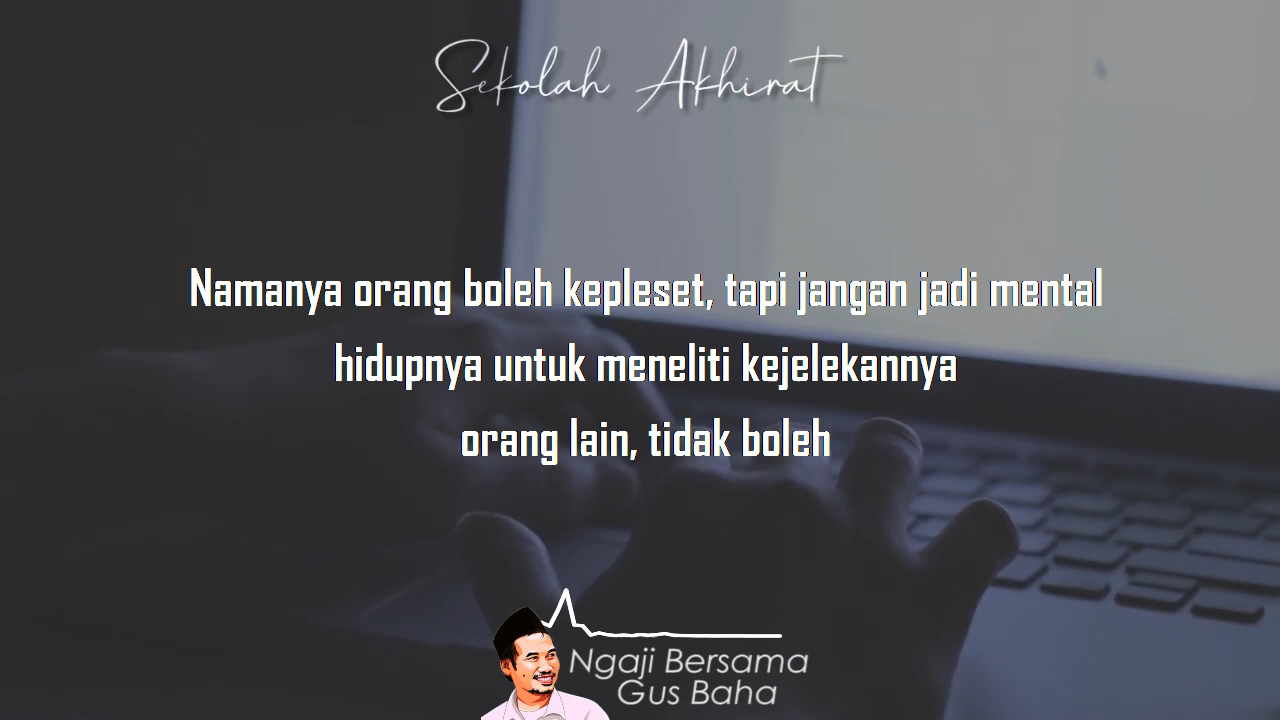 Sekolah Akhirat
Namanya orang boleh kepleset, tapi jangan jadi mental
hidupnya untuk meneliti kejelekannya
orang lain, tidak boleh
Ngaji Bersama
Gus Baha